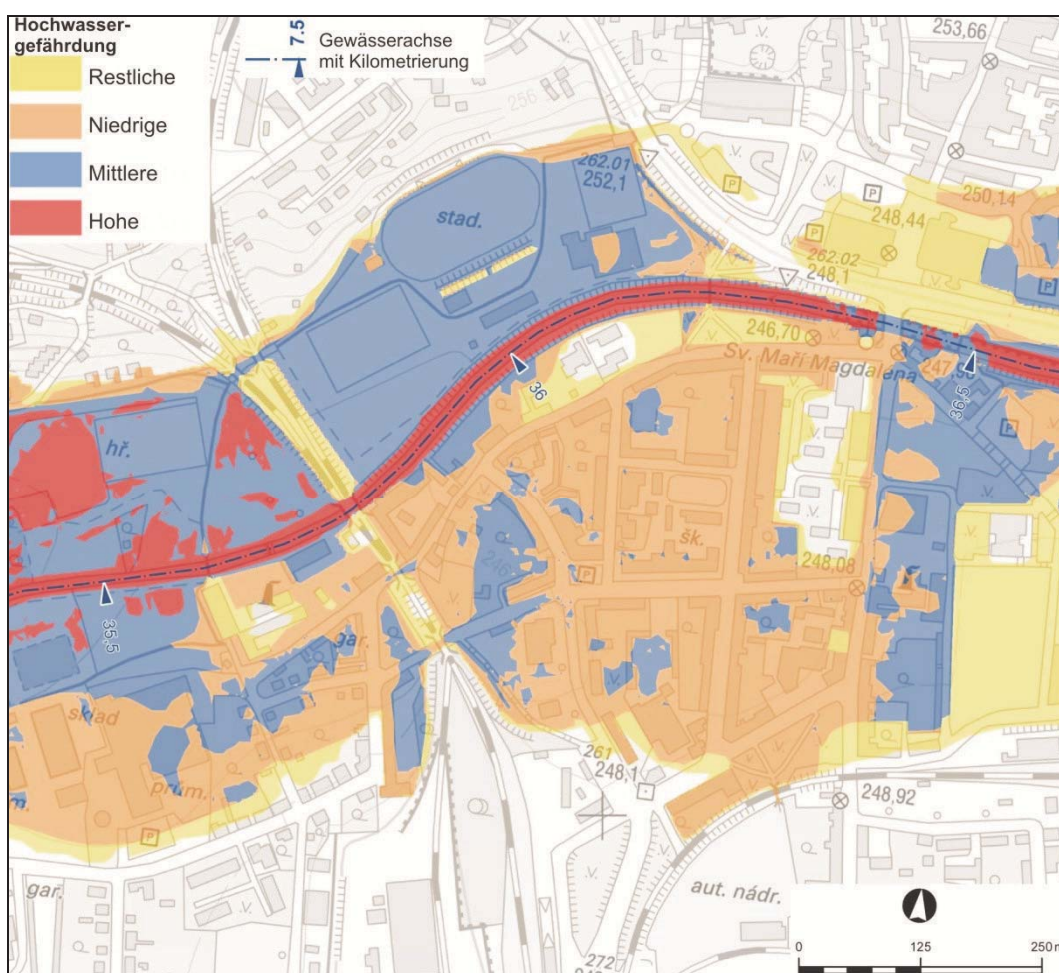 Hochwasser-
gefährdung
Restliche
Niedrige
Mittlere
Hohe
7.5
Gewässerachse
mit Kilometrierung
253,66
256
262.01
252,1
stad.
P
250,14
P
248,44
P
262.02
248,1
P
246,70
Sv. Maří Magdalena
36
36,5
P
hř.
šk.
246
P
248,08
35,5
gar.
sklad
prům.
m.
P
261
248,1
248,92
gar.
aut. nádr.
272
0 125 250 m